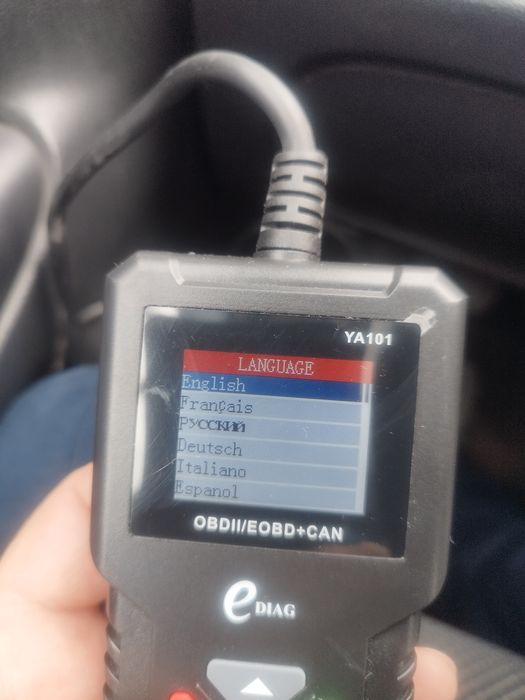 YA101
LANGUAGE
English
Français
Русский
Deutsch
Italiano
Espanol
OBDII/EOBD+CAN
eDIAG